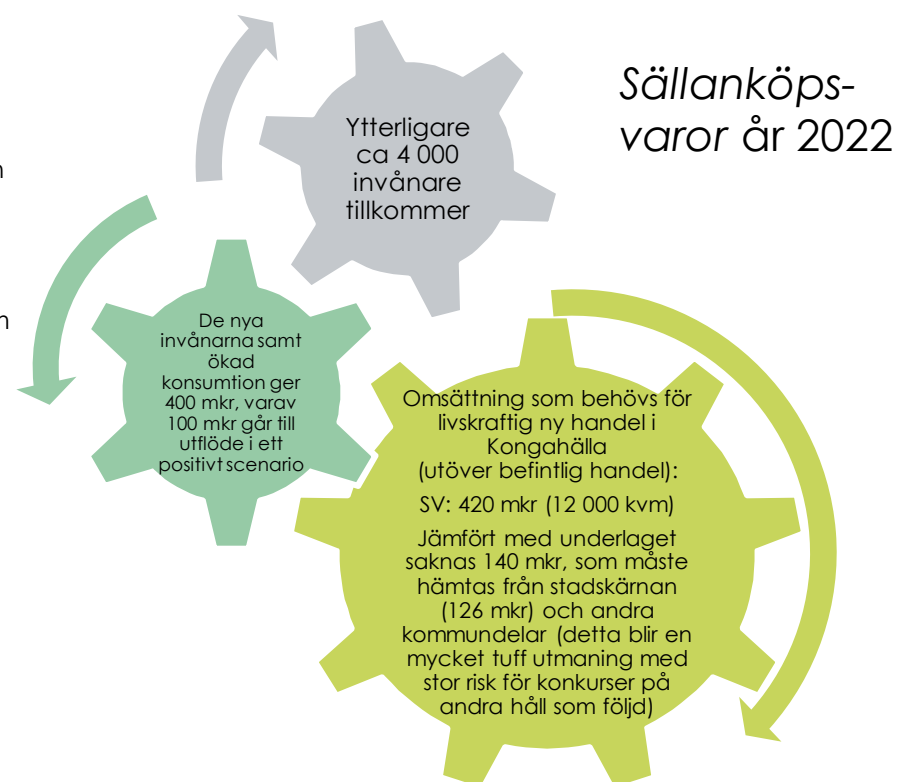 Sällanköps-
varor år 2022
Ytterligare
ca 4 000
invånare
tillkommer
De nya
invånarna samt
ökad
konsumtion ger
400 mkr, varav
100 mkr går till
utflöde i ett
positivt scenario
Omsättning som behövs för
livskraftig ny handel i
Kongahälla
(utöver befintlig handel):
SV: 420 mkr (12 000 kvm)
Jämfört med underlaget
saknas 140 mkr, som måste
hämtas från stadskärnan
(126 mkr) och andra
kommundelar (detta blir en
mycket tuff utmaning med
stor risk för konkurser på
andra håll som följd)